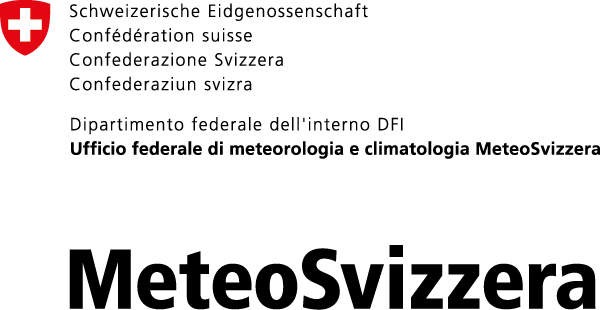 Schweizerische Eidgenossenschaft
Confédération suisse
Confederazione Svizzera
Confederaziun svizra
Dipartimento federale dell'interno DFI
Ufficio federale di meteorologia e climatologia MeteoSvizzera
MeteoSvizzera